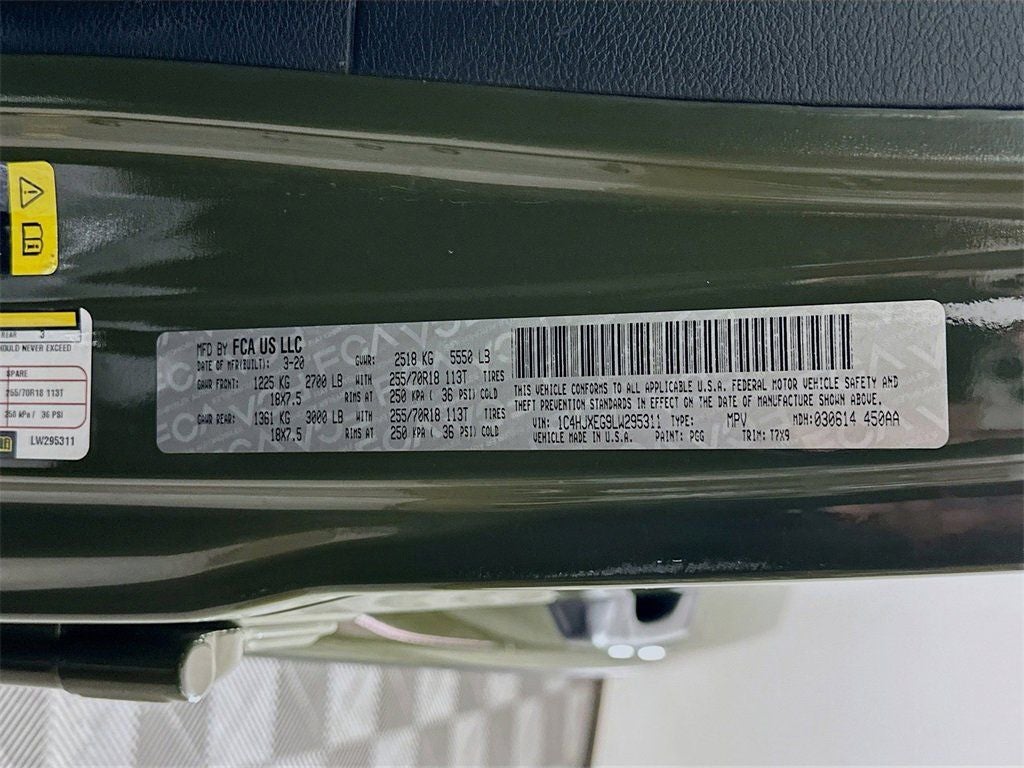 REAR 3
SHOULD NEVER EXCEED
SPARE
255/70R18 113T
250 kPa / 36 PSI
LW295311
MFD BY FCA US LLC
DATE OF MFR(BUILT): 3-20 GVWR: 2518 KG 5550 LB
GAWR FRONT: 1225 KG 2700 LB WITH 255/70R18 113T TIRES
18X7.5 RIMS AT 250 KPA ( 36 PSI) COLD
GAWR REAR: 1361 KG 3000 LB WITH 255/70R18 113T TIRES
18X7.5 RIMS AT 250 KPA ( 36 PSI) COLD
THIS VEHICLE CONFORMS TO ALL APPLICABLE U.S.A. FEDERAL MOTOR VEHICLE SAFETY AND
THEFT PREVENTION STANDARDS IN EFFECT ON THE DATE OF MANUFACTURE SHOWN ABOVE.
VIN: 1C4HJXEG9LW295311 TYPE: MPV MDH: 030614 450AA
VEHICLE MADE IN U.S.A. PAINT: PGG TRIM: T7X9